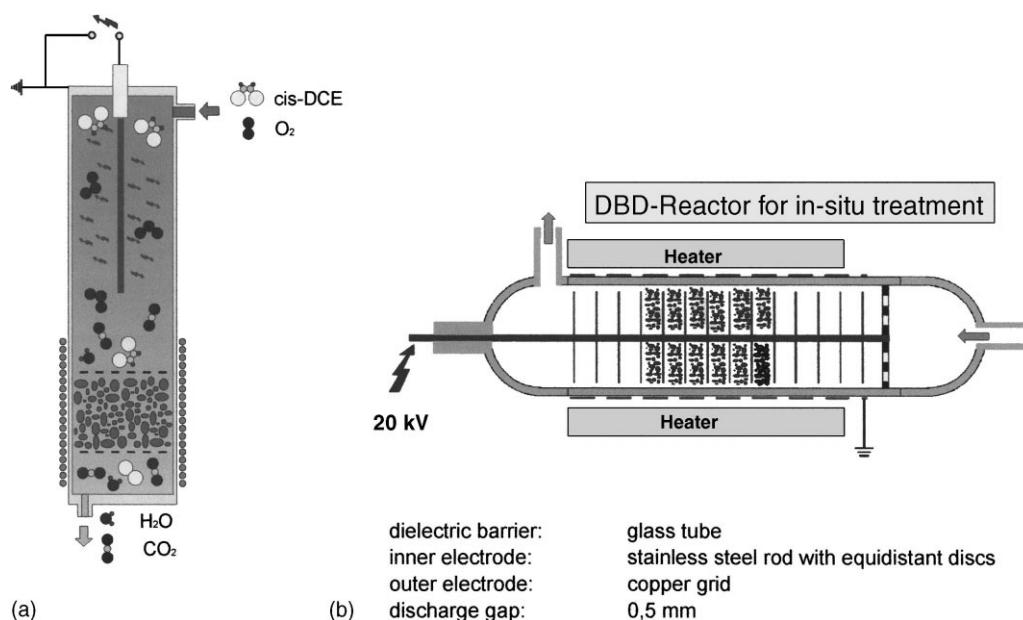 cis-DCE
O₂
H₂O
CO₂
(a)
DBD-Reactor for in-situ treatment
Heater
20 kV
Heater
dielectric barrier: glass tube
inner electrode: stainless steel rod with equidistant discs
outer electrode: copper grid
discharge gap: 0,5 mm
(b)